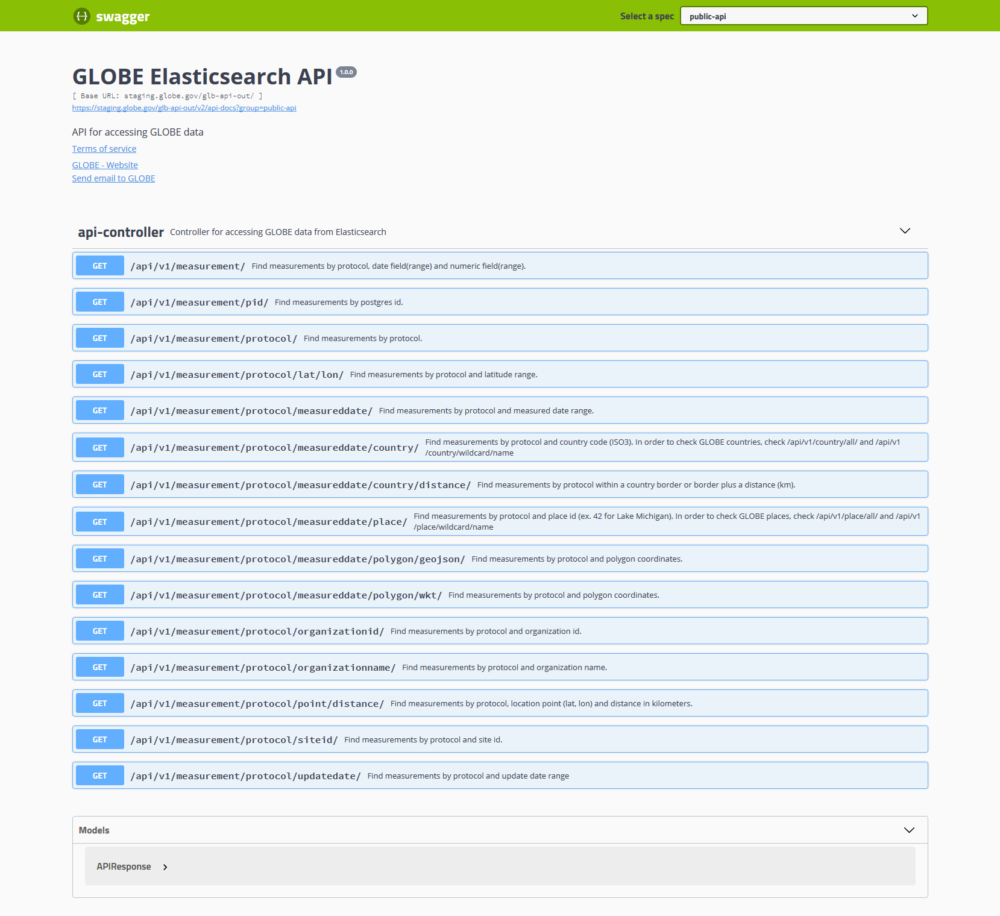 {···} swagger
Select a spec
public-api
GLOBE Elasticsearch API 1.0.0
[ Base URL: staging.globe.gov/glb-api-out/ ]
https://staging.globe.gov/glb-api-out/v2/api-docs?group=public-api
API for accessing GLOBE data
Terms of service
GLOBE - Website
Send email to GLOBE
api-controller Controller for accessing GLOBE data from Elasticsearch
GET /api/v1/measurement/ Find measurements by protocol, date field(range) and numeric field(range).
GET /api/v1/measurement/pid/ Find measurements by postgres id.
GET /api/v1/measurement/protocol/ Find measurements by protocol.
GET /api/v1/measurement/protocol/lat/lon/ Find measurements by protocol and latitude range.
GET /api/v1/measurement/protocol/measureddate/ Find measurements by protocol and measured date range.
GET /api/v1/measurement/protocol/measureddate/country/ Find measurements by protocol and country code (ISO3). In order to check GLOBE countries, check /api/v1/country/all/ and /api/v1
/country/wildcard/name
GET /api/v1/measurement/protocol/measureddate/country/distance/ Find measurements by protocol within a country border or border plus a distance (km).
GET /api/v1/measurement/protocol/measureddate/place/ Find measurements by protocol and place id (ex. 42 for Lake Michigan). In order to check GLOBE places, check /api/v1/place/all/ and /api/v1
/place/wildcard/name
GET /api/v1/measurement/protocol/measureddate/polygon/geojson/ Find measurements by protocol and polygon coordinates.
GET /api/v1/measurement/protocol/measureddate/polygon/wkt/ Find measurements by protocol and polygon coordinates.
GET /api/v1/measurement/protocol/organizationid/ Find measurements by protocol and organization id.
GET /api/v1/measurement/protocol/organizationname/ Find measurements by protocol and organization name.
GET /api/v1/measurement/protocol/point/distance/ Find measurements by protocol, location point (lat, lon) and distance in kilometers.
GET /api/v1/measurement/protocol/siteid/ Find measurements by protocol and site id.
GET /api/v1/measurement/protocol/updatedate/ Find measurements by protocol and update date range
Models
APIResponse